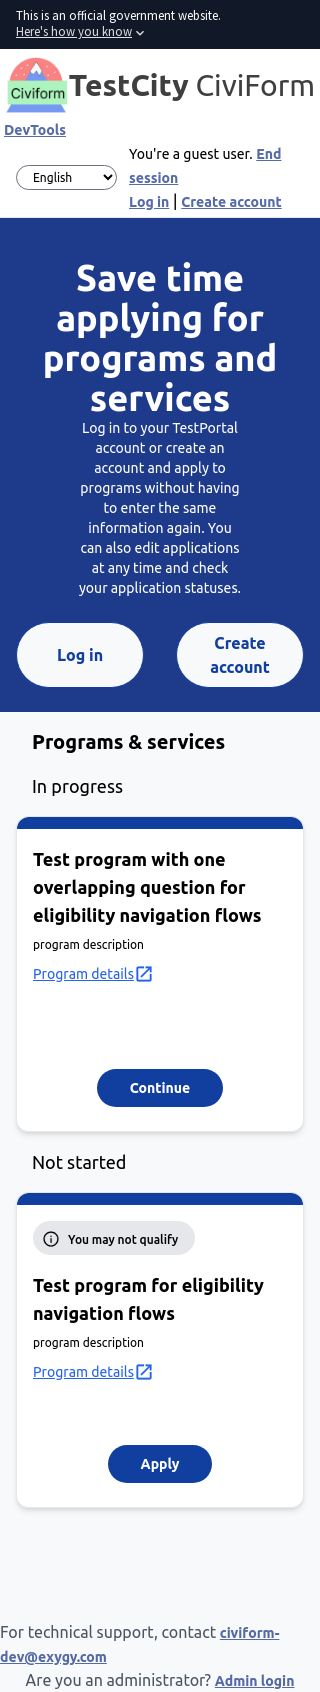 This is an official government website.
Here's how you know
Civiform
TestCity CiviForm
DevTools
English
You're a guest user. End
session
Log in | Create account
Save time
applying for
programs and
services
Log in to your TestPortal
account or create an
account and apply to
programs without having
to enter the same
information again. You
can also edit applications
at any time and check
your application statuses.
Log in
Create
account
Programs & services
In progress
Test program with one
overlapping question for
eligibility navigation flows
program description
Program details
Continue
Not started
You may not qualify
Test program for eligibility
navigation flows
program description
Program details
Apply
For technical support, contact civiform-
dev@exygy.com
Are you an administrator? Admin login